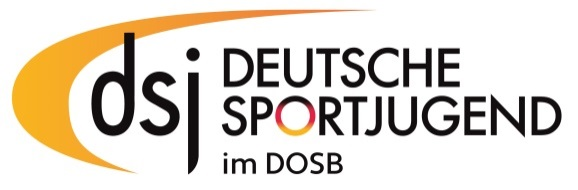 dsj
DEUTSCHE
SPORTJUGEND
im DOSB